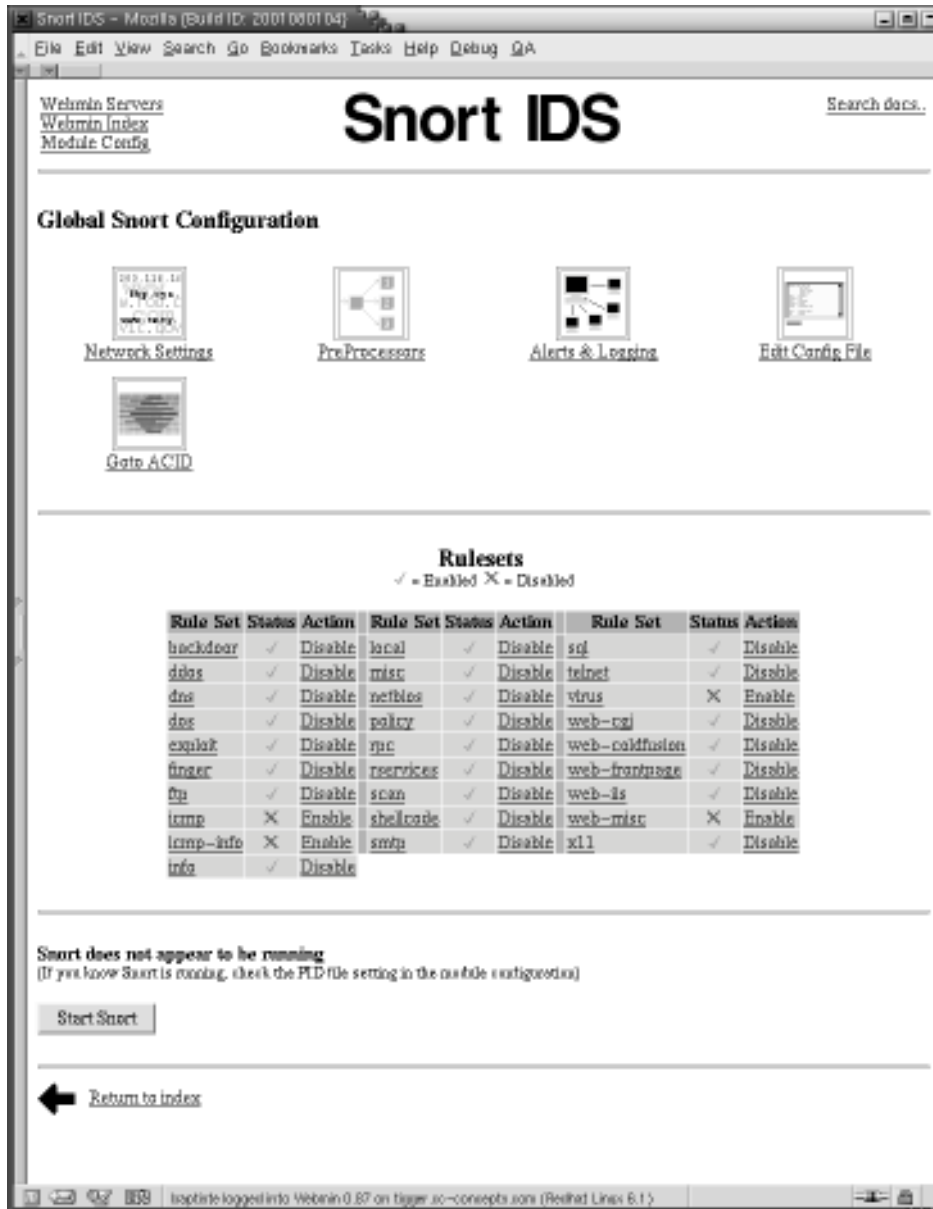 Snort IDS - Mozilla {Build ID: 2001080104}
File Edit View Search Go Bookmarks Tasks Help Debug QA
Webmin Servers
Webmin Index
Module Config
Snort IDS
Search docs..
Global Snort Configuration
Network Settings
PreProcessors
Alerts & Logging
Edit Config File
Goto ACID
Rulesets
= Enabled = Disabled
Rule Set Status Action Rule Set Status Action Rule Set Status Action
backdoor Disable local Disable sql Disable
ddos Disable misc Disable telnet Disable
dns Disable netbios Disable virus Enable
dos Disable policy Disable web-cgi Disable
exploit Disable rpc Disable web-coldfusion Disable
finger Disable rservices Disable web-frontpage Disable
ftp Disable scan Disable web-iis Disable
icmp Enable shellcode Disable web-misc Enable
icmp-info Enable smtp Disable x11 Disable
info Disable
Snort does not appear to be running
(If you know Snort is running, check the PID file setting in the module configuration)
Start Snort
Return to index
baptiste logged into Webmin 0.87 on tigger.sc-concepts.com (Redhat Linux 6.1)